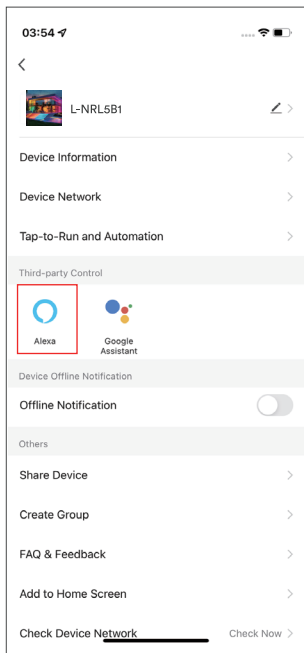 03:54
L-NRL5B1
Device Information
Device Network
Tap-to-Run and Automation
Third-party Control
Alexa
Google
Assistant
Device Offline Notification
Offline Notification
Others
Share Device
Create Group
FAQ & Feedback
Add to Home Screen
Check Device Network Check Now